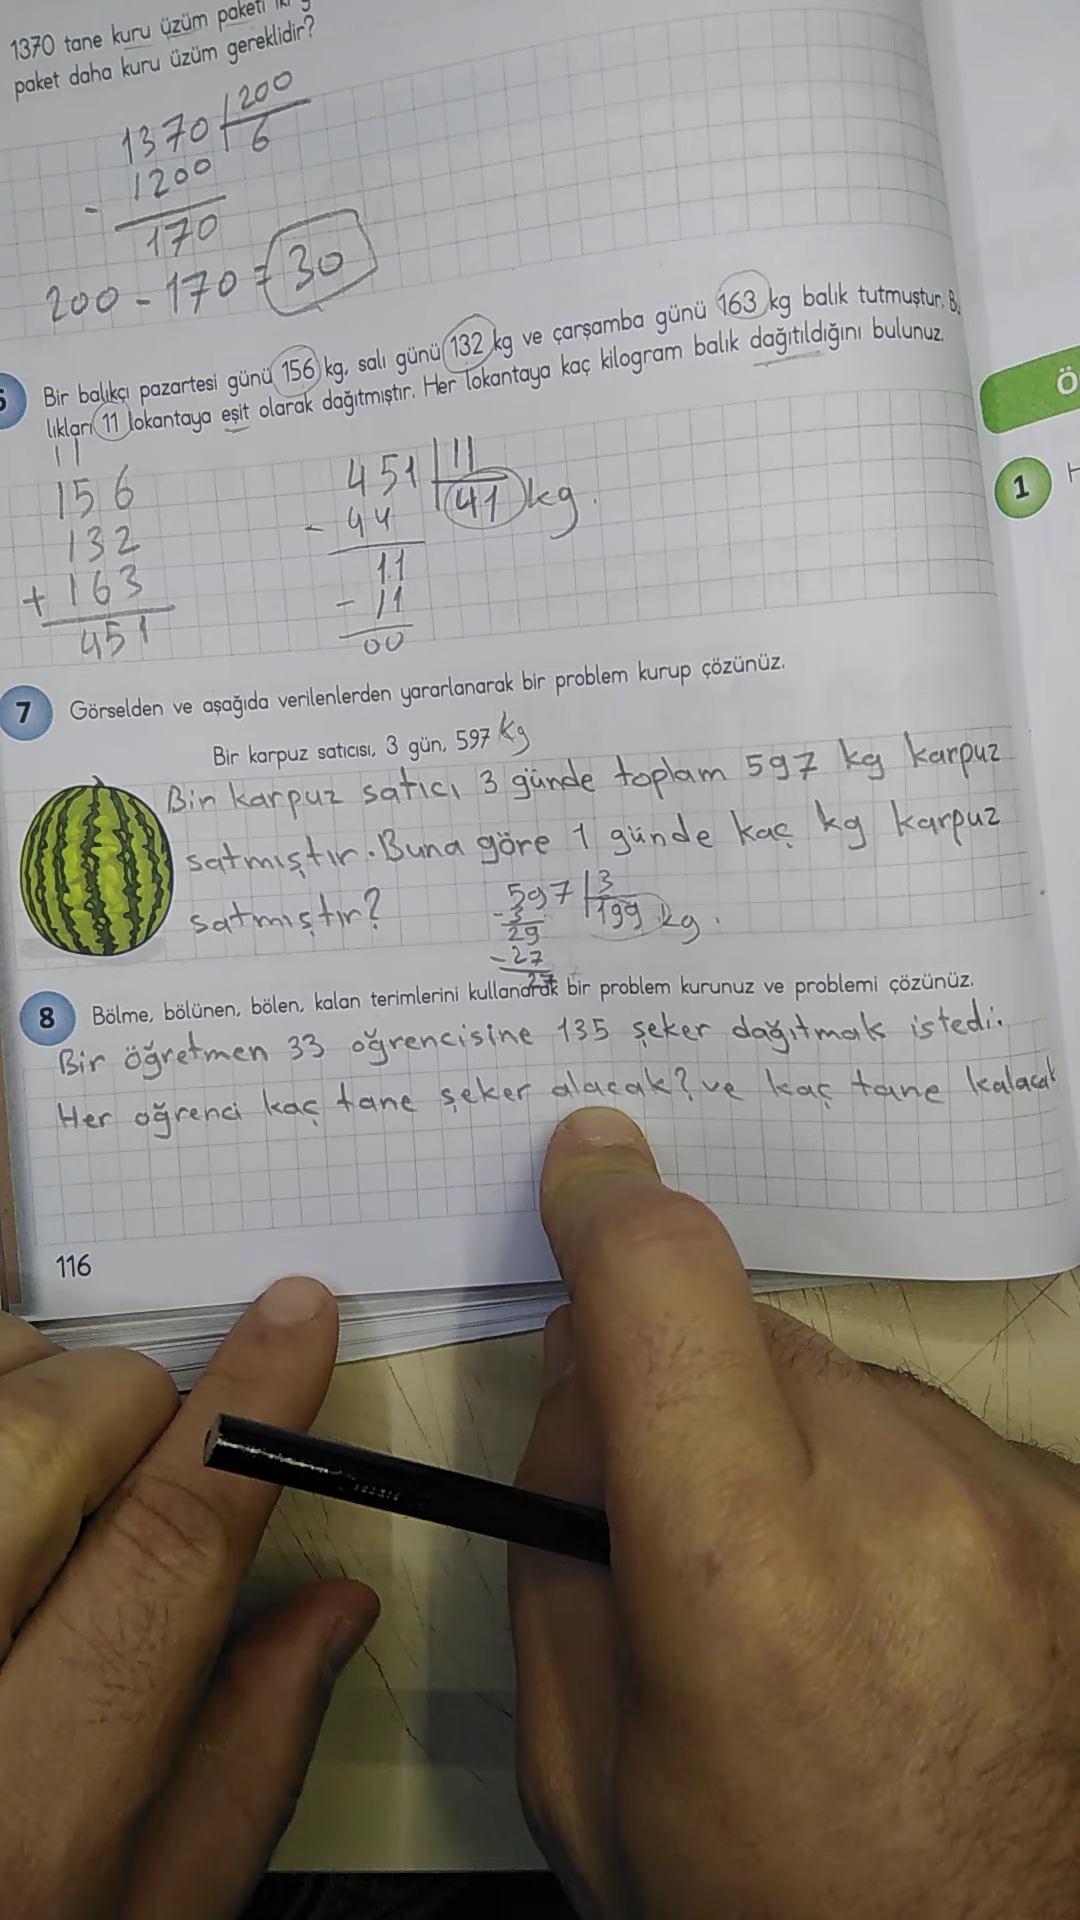 1370 tane kuru üzüm paketi iki
paket daha kuru üzüm gereklidir?
1370 200
6
- 1200
170
200 - 170 = 30
Bir balıkçı pazartesi günü 156 kg, salı günü 132 kg ve çarşamba günü 163 kg balık tutmuştur. B
lıkları 11 lokantaya eşit olarak dağıtmıştır. Her lokantaya kaç kilogram balık dağıtıldığını bulunuz.
11
156
132
+ 163
451
451 11
- 44 41 kg.
11
- 11
00
Ö
1
7 Görselden ve aşağıda verilenlerden yararlanarak bir problem kurup çözünüz.
Bir karpuz satıcısı, 3 gün, 597 kg
Bir karpuz satıcı 3 günde toplam 597 kg karpuz
satmıştır. Buna göre 1 günde kaç kg karpuz
satmıştır?
597 3
- 3 199 kg.
29
- 27
27
8 Bölme, bölünen, bölen, kalan terimlerini kullanarak bir problem kurunuz ve problemi çözünüz.
Bir öğretmen 33 öğrencisine 135 şeker dağıtmak istedi.
Her öğrenci kaç tane şeker alacak? ve kaç tane kalacak
116